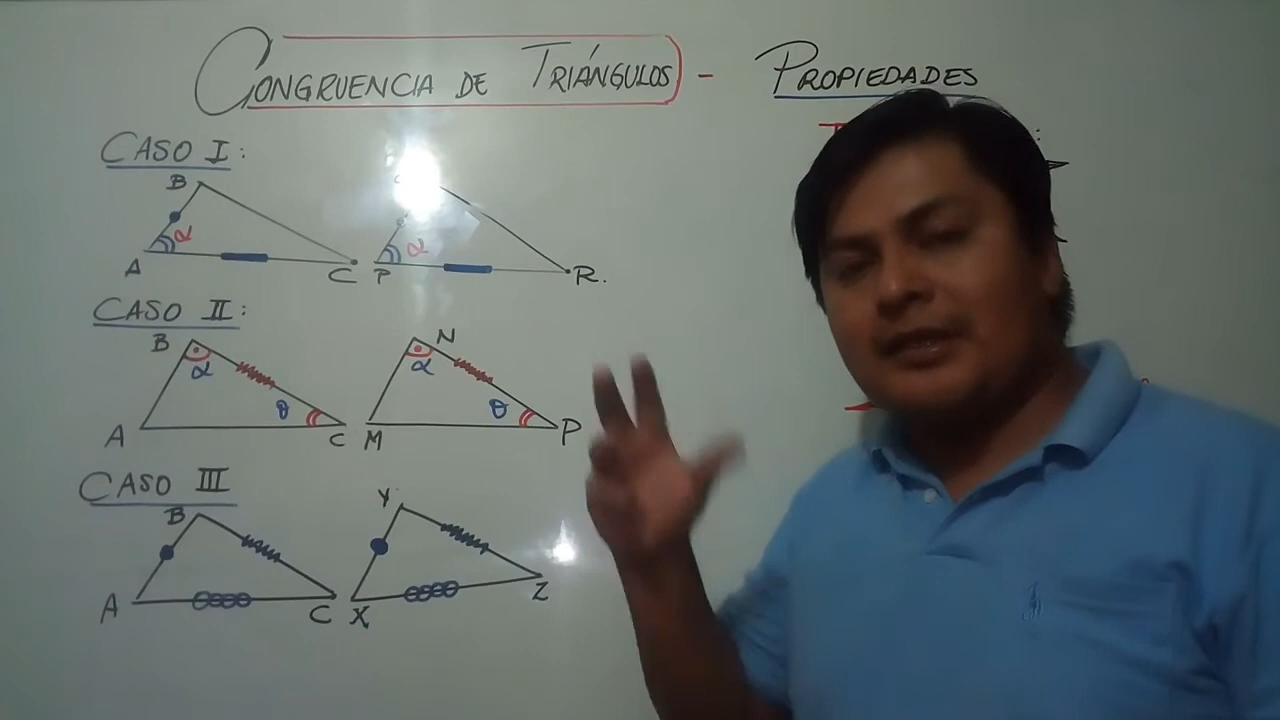 CONGRUENCIA DE TRIÁNGULOS - PROPIEDADES
CASO I:
B
α α
A C P R.
CASO II:
B N
α α
θ θ
A C M P
CASO III
B Y
A C X Z